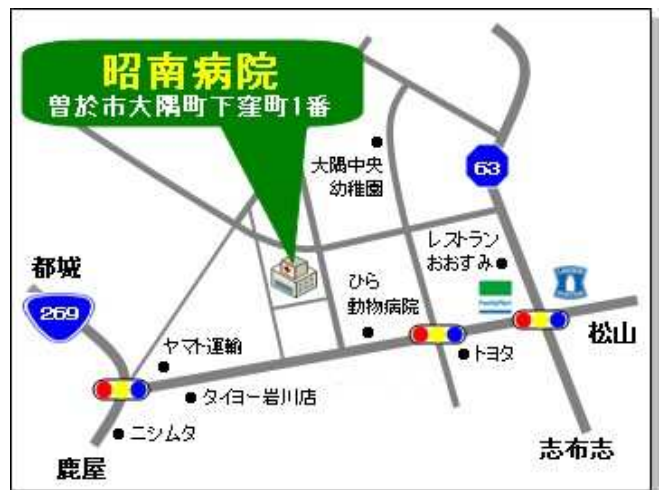 昭南病院
曽於市大隅町下窪町1番
大隅中央
幼稚園
63
レストラン
おおすみ
都城
269
ひら
動物病院
FamilyMart
松山
ヤマト運輸
トヨタ
タイヨー岩川店
ニシムタ
鹿屋
志布志